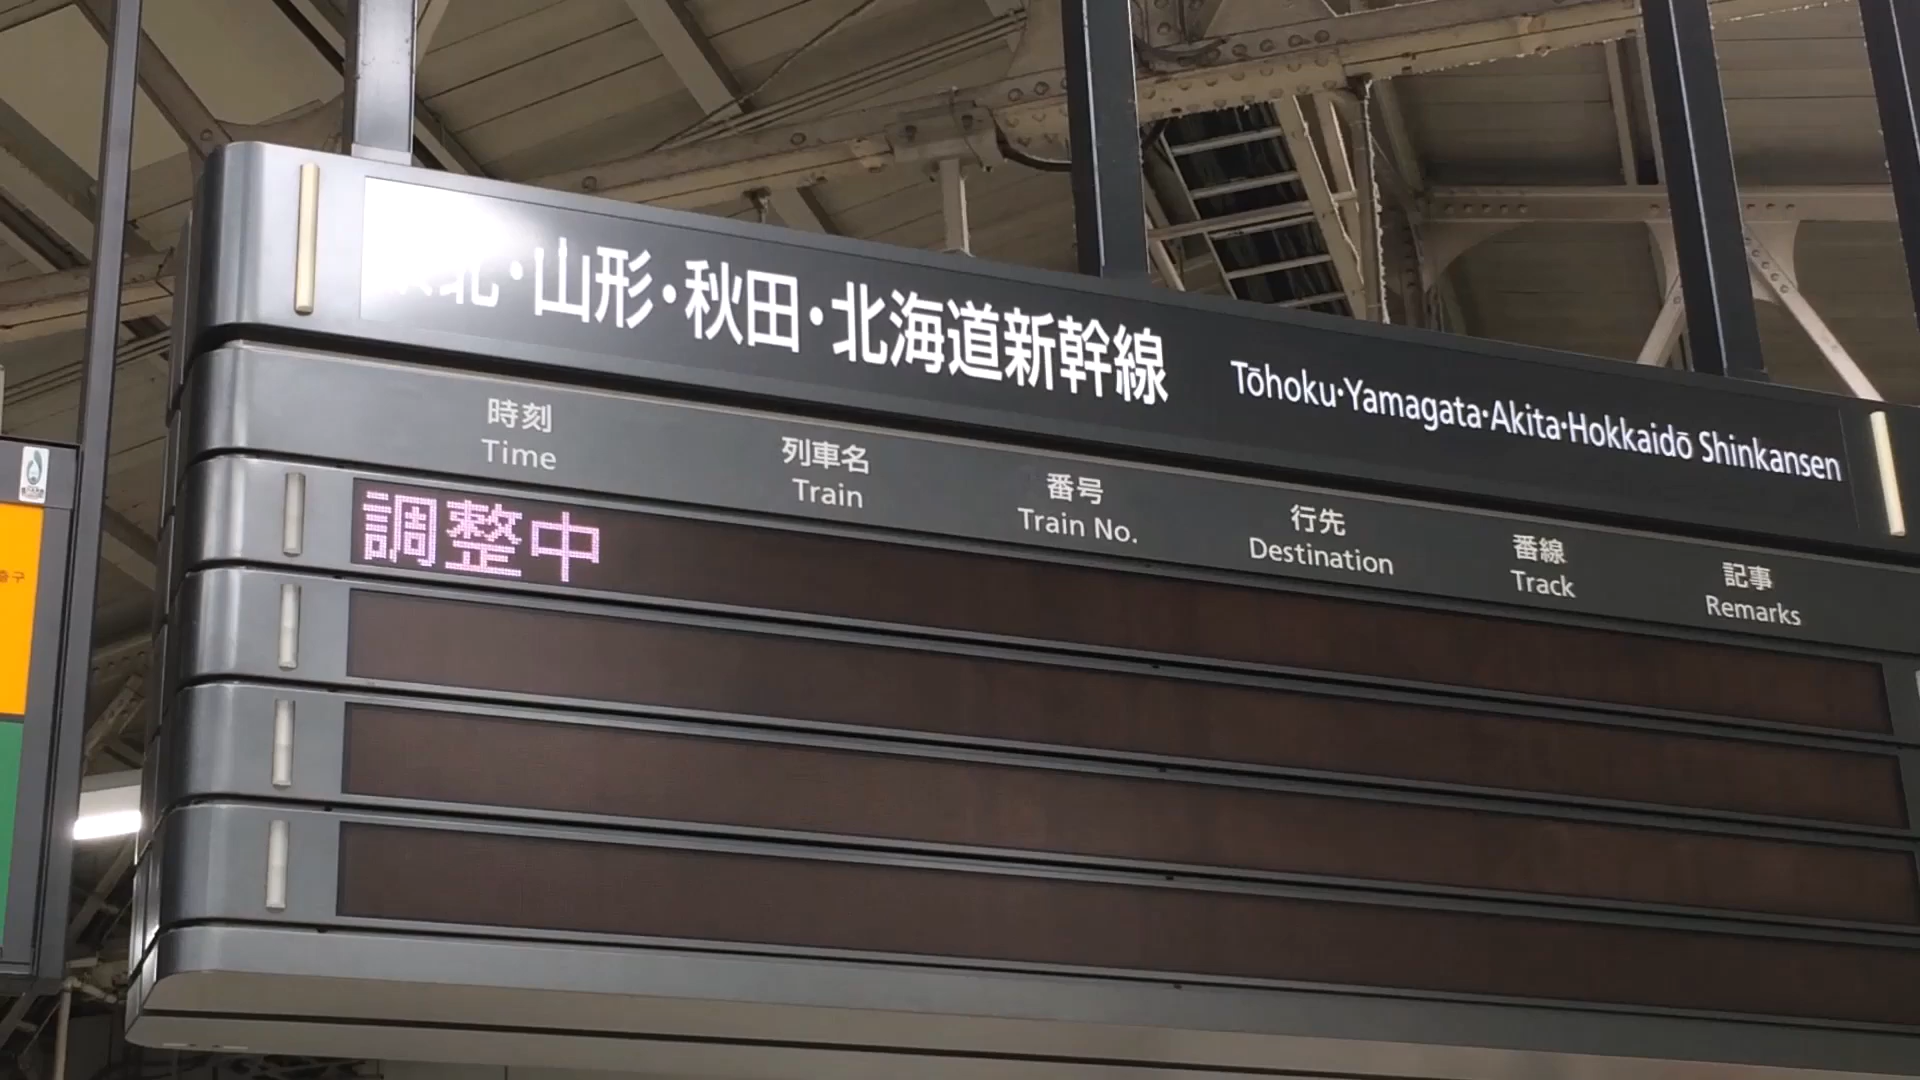 北・山形・秋田・北海道新幹線 Tōhoku・Yamagata・Akita・Hokkaidō Shinkansen
時刻 列車名 番号 行先 番線 記事
Time Train Train No. Destination Track Remarks
調整中